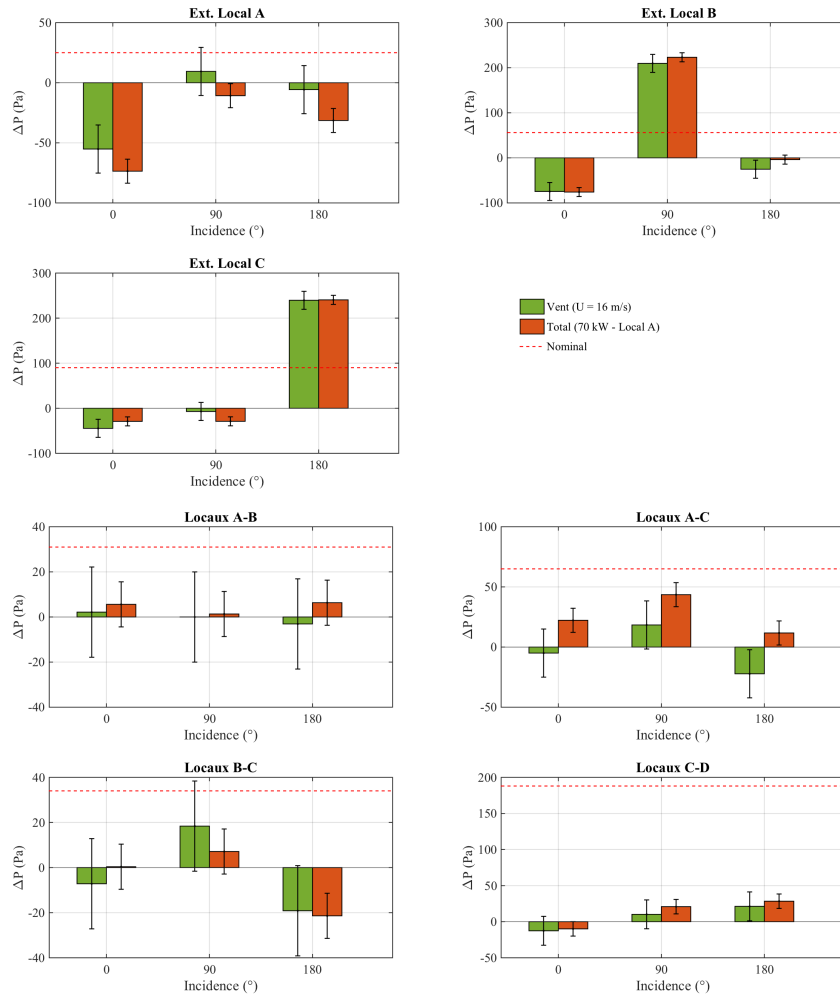 Ext. Local A
50
0
-50
-100
ΔP (Pa)
0
90
180
Incidence (°)
Ext. Local B
300
200
100
0
-100
ΔP (Pa)
0
90
180
Incidence (°)
Ext. Local C
300
200
100
0
-100
ΔP (Pa)
0
90
180
Incidence (°)
Vent (U = 16 m/s)
Total (70 kW - Local A)
Nominal
Locaux A-B
40
20
0
-20
-40
ΔP (Pa)
0
90
180
Incidence (°)
Locaux A-C
100
50
0
-50
ΔP (Pa)
0
90
180
Incidence (°)
Locaux B-C
40
20
0
-20
-40
ΔP (Pa)
0
90
180
Incidence (°)
Locaux C-D
200
150
100
50
0
-50
ΔP (Pa)
0
90
180
Incidence (°)